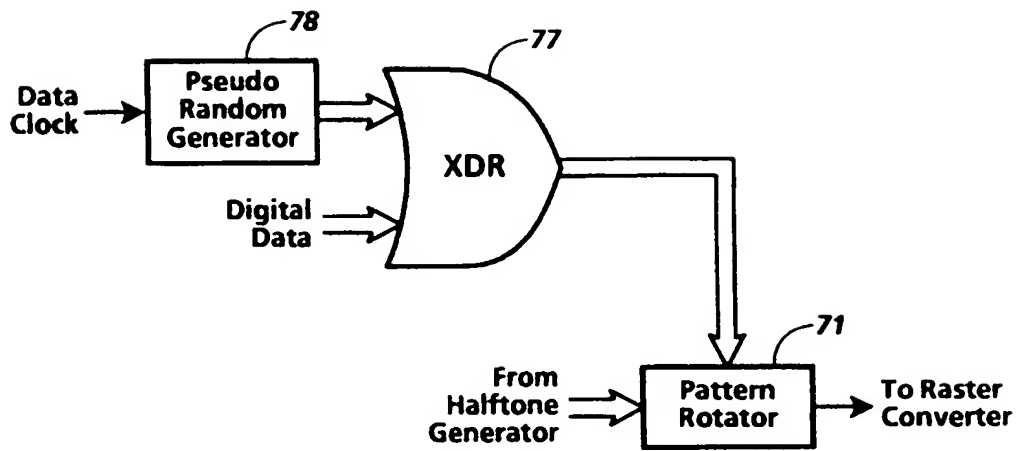 78
77
Data
Clock
Pseudo
Random
Generator
XDR
Digital
Data
71
From
Halftone
Generator
Pattern
Rotator
To Raster
Converter